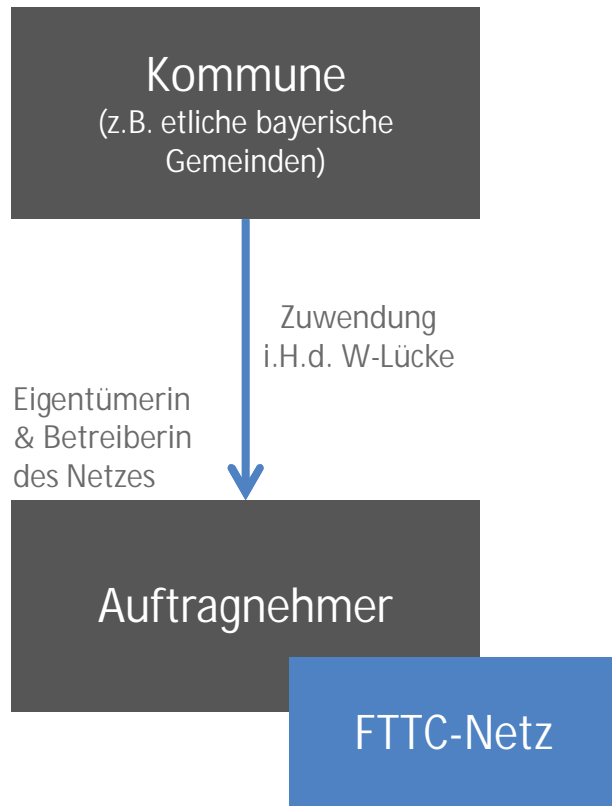 Kommune
(z.B. etliche bayerische
Gemeinden)
Zuwendung
i.H.d. W-Lücke
Eigentümerin
& Betreiberin
des Netzes
Auftragnehmer
FTTC-Netz